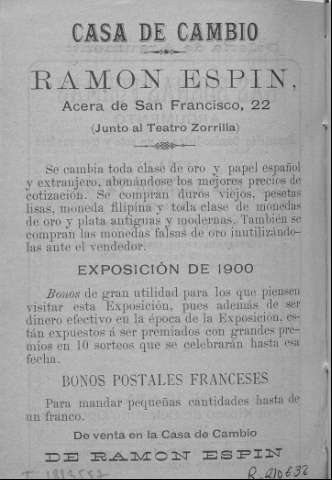 CASA DE CAMBIO
RAMON ESPIN,
Acera de San Francisco, 22
(Junto al Teatro Zorrilla)
Se cambia toda clase de oro y papel español
y extranjero, abonándose los mejores precios de
cotización. Se compran duros viejos, pesetas
lisas, moneda filipina y toda clase de monedas
de oro y plata antiguas y modernas. También se
compran las monedas falsas de oro inutilizándo-
las ante el vendedor.
EXPOSICIÓN DE 1900
Bonos de gran utilidad para los que piensen
visitar esta Exposición, pues además de ser
dinero efectivo en la época de la Exposición, es-
tán expuestos á ser premiados con grandes pre-
mios en 10 sorteos que se celebrarán hasta esa
fecha.
BONOS POSTALES FRANCESES
Para mandar pequeñas cantidades hasta de
un franco.
De venta en la Casa de Cambio
DE RAMON ESPIN